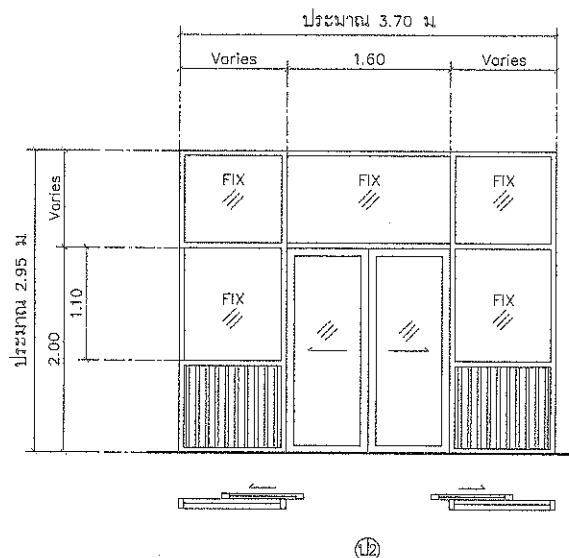 ประมาณ 3.70 ม.
Varies 1.60 Varies
FIX FIX FIX
Varies
ประมาณ 2.95 ม.
2.00
1.10
FIX FIX
ป2